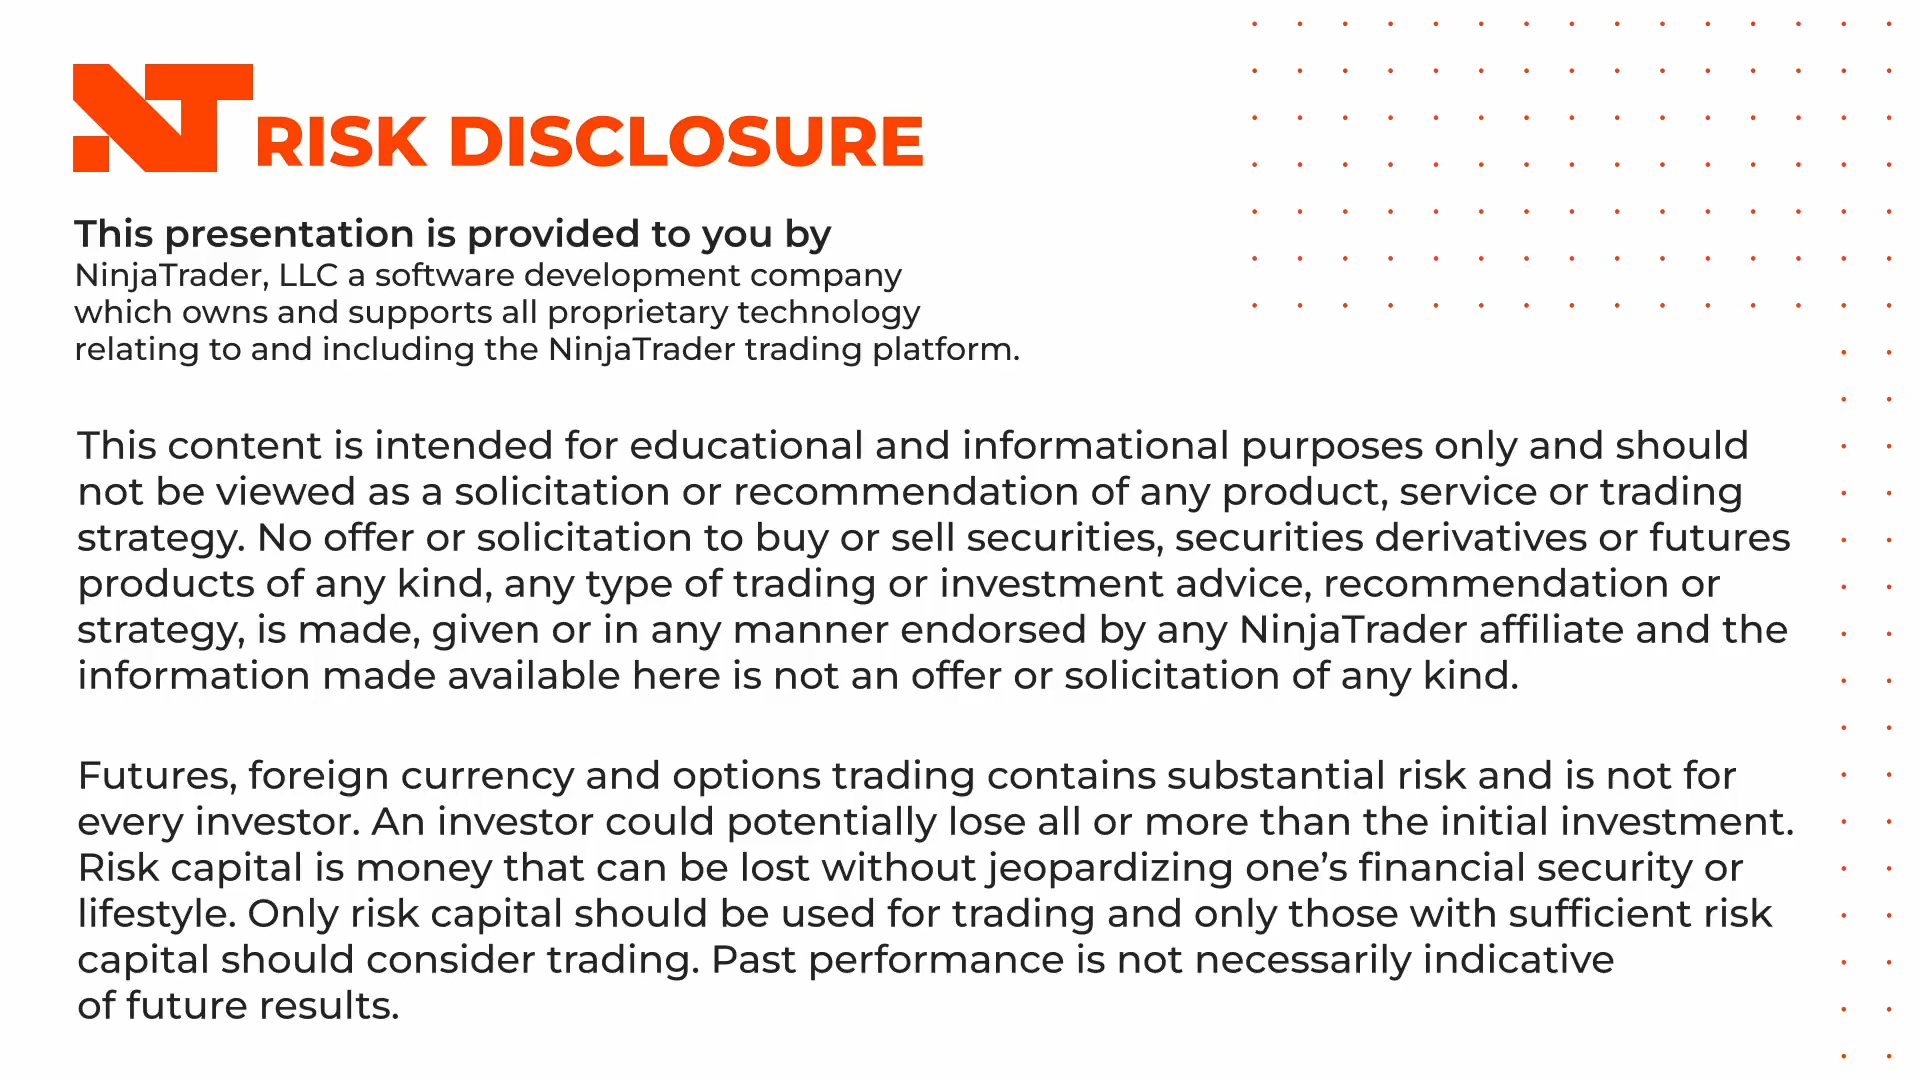 NT RISK DISCLOSURE
This presentation is provided to you by
NinjaTrader, LLC a software development company
which owns and supports all proprietary technology
relating to and including the NinjaTrader trading platform.
This content is intended for educational and informational purposes only and should
not be viewed as a solicitation or recommendation of any product, service or trading
strategy. No offer or solicitation to buy or sell securities, securities derivatives or futures
products of any kind, any type of trading or investment advice, recommendation or
strategy, is made, given or in any manner endorsed by any NinjaTrader affiliate and the
information made available here is not an offer or solicitation of any kind.
Futures, foreign currency and options trading contains substantial risk and is not for
every investor. An investor could potentially lose all or more than the initial investment.
Risk capital is money that can be lost without jeopardizing one’s financial security or
lifestyle. Only risk capital should be used for trading and only those with sufficient risk
capital should consider trading. Past performance is not necessarily indicative
of future results.